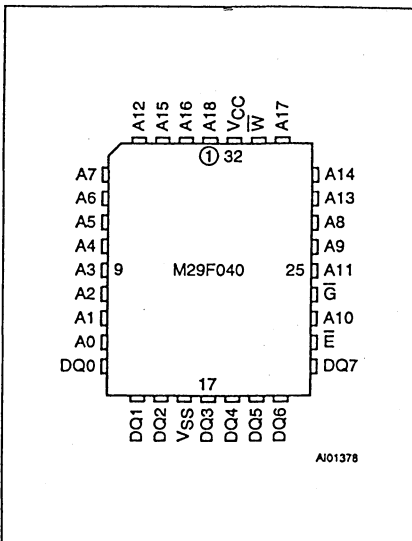 A12 A15 A16 A18 VCC W̅ A17
① 32
A7 A14
A6 A13
A5 A8
A4 A9
A3 9 M29F040 25 A11
A2 G̅
A1 A10
A0 E̅
DQ0 DQ7
17
DQ1 DQ2 VSS DQ3 DQ4 DQ5 DQ6
AI01378